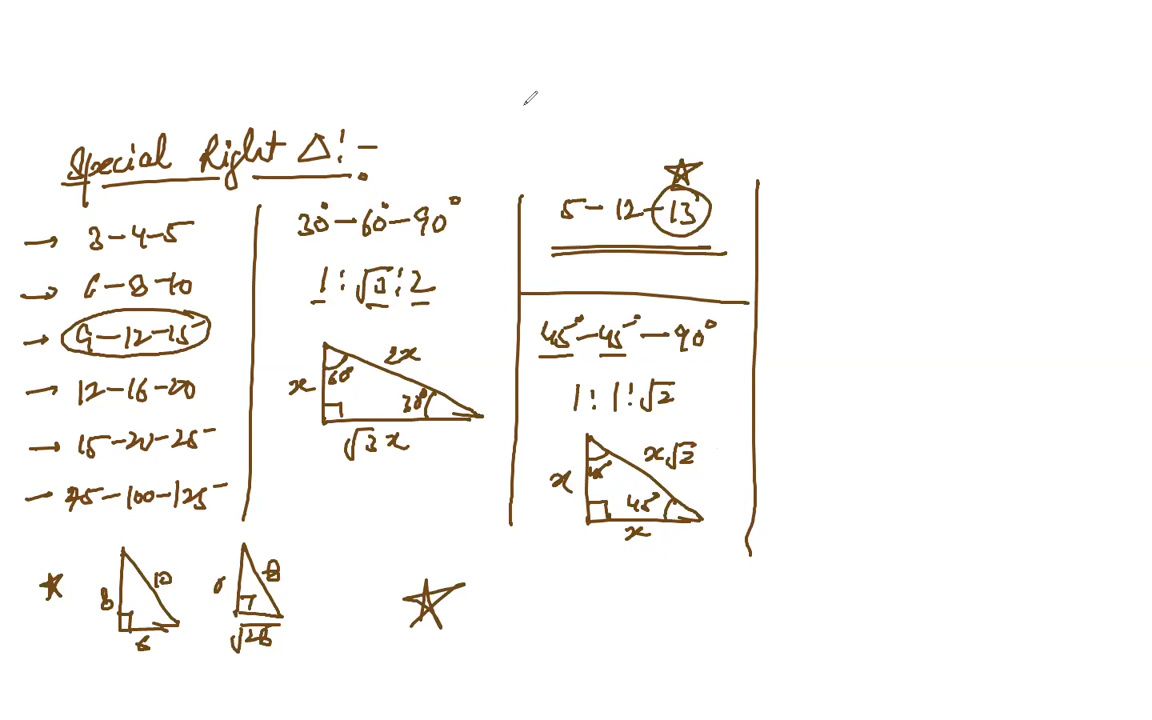 Special Right △:-
→ 3-4-5
→ 6-8-10
→ 9-12-15
→ 12-16-20
→ 15-20-25
→ 75-100-125
8
10
6
√28
30°-60°-90°
1:√3:2
x
60°
2x
30°
√3 x
5-12-13
45°-45°-90°
1:1:√2
x
45°
x√2
45°
x